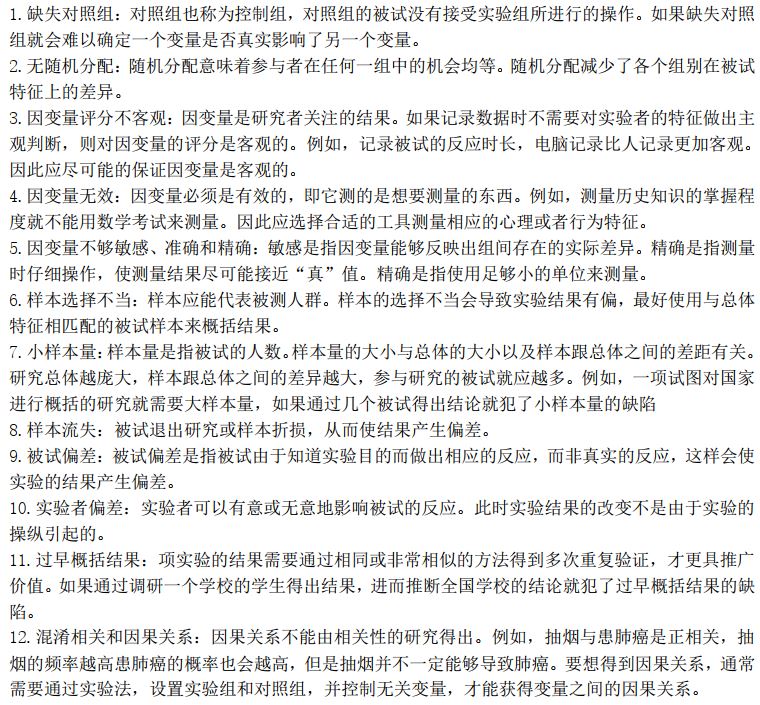 1. 缺失对照组：对照组也称为控制组，对照组的被试没有接受实验组所进行的操作。如果缺失对照
组就会难以确定一个变量是否真实影响了另一个变量。
2. 无随机分配：随机分配意味着参与者在任何一组中的机会均等。随机分配减少了各个组别在被试
特征上的差异。
3. 因变量评分不客观：因变量是研究者关注的结果。如果记录数据时不需要对实验者的特征做出主
观判断，则对因变量的评分是客观的。例如，记录被试的反应时长，电脑记录比人记录更加客观。
因此应尽可能的保证因变量是客观的。
4. 因变量无效：因变量必须是有效的，即它测的是想要测量的东西。例如，测量历史知识的掌握程
度就不能用数学考试来测量。因此应选择合适的工具测量相应的心理或者行为特征。
5. 因变量不够敏感、准确和精确：敏感是指因变量能够反映出组间存在的实际差异。精确是指测量
时仔细操作，使测量结果尽可能接近“真”值。精确是指使用足够小的单位来测量。
6. 样本选择不当：样本应能代表被测人群。样本的选择不当会导致实验结果有偏，最好使用与总体
特征相匹配的被试样本来概括结果。
7. 小样本量：样本量是指被试的人数。样本量的大小与总体的大小以及样本跟总体之间的差距有关。
研究总体越庞大，样本跟总体之间的差异越大，参与研究的被试就应越多。例如，一项试图对国家
进行概括的研究就需要大样本量，如果通过几个被试得出结论就犯了小样本量的缺陷
8. 样本流失：被试退出研究或样本折损，从而使结果产生偏差。
9. 被试偏差：被试偏差是指被试由于知道实验目的而做出相应的反应，而非真实的反应，这样会使
实验的结果产生偏差。
10. 实验者偏差：实验者可以有意或无意地影响被试的反应。此时实验结果的改变不是由于实验的
操纵引起的。
11. 过早概括结果：项实验的结果需要通过相同或非常相似的方法得到多次重复验证，才更具推广
价值。如果通过调研一个学校的学生得出结果，进而推断全国学校的结论就犯了过早概括结果的缺
陷。
12. 混淆相关和因果关系：因果关系不能由相关性的研究得出。例如，抽烟与患肺癌是正相关，抽
烟的频率越高患肺癌的概率也会越高，但是抽烟并不一定能够导致肺癌。要想得到因果关系，通常
需要通过实验法，设置实验组和对照组，并控制无关变量，才能获得变量之间的因果关系。